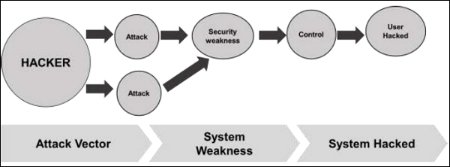 HACKER
Attack
Attack
Security
weakness
Control
User
Hacked
Attack Vector
System
Weakness
System Hacked